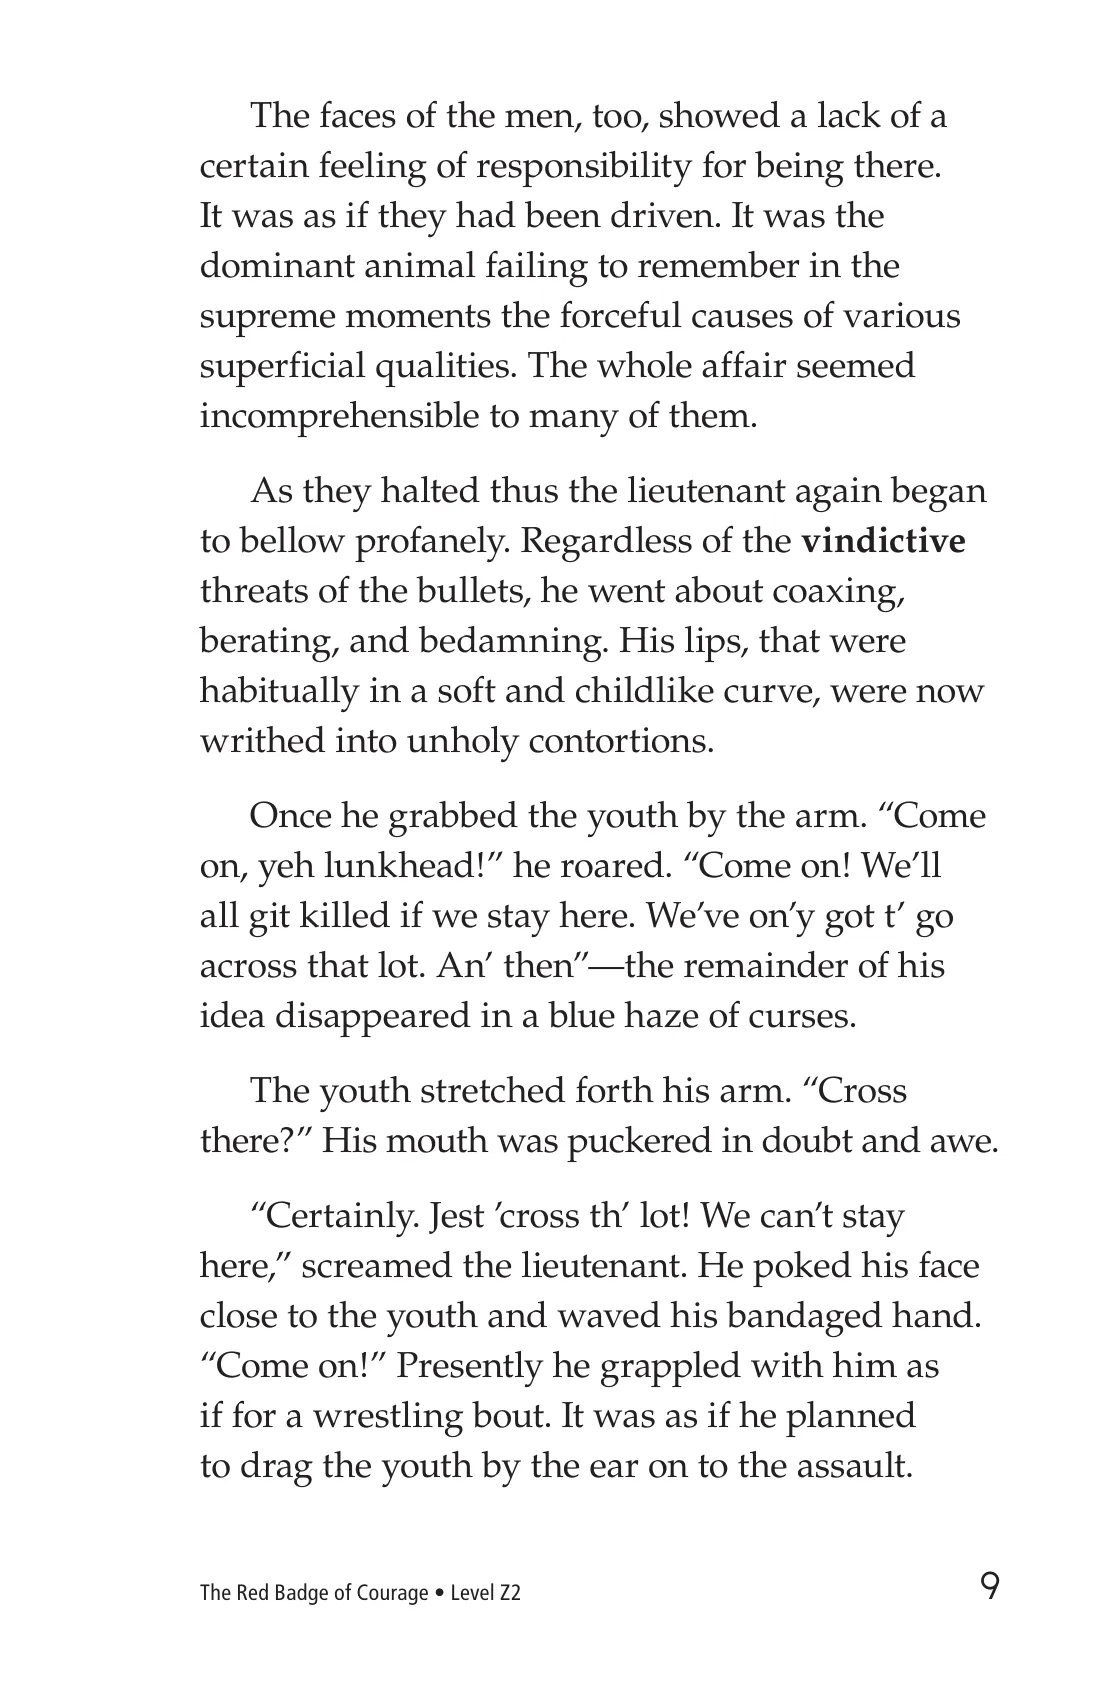 The faces of the men, too, showed a lack of a
certain feeling of responsibility for being there.
It was as if they had been driven. It was the
dominant animal failing to remember in the
supreme moments the forceful causes of various
superficial qualities. The whole affair seemed
incomprehensible to many of them.
As they halted thus the lieutenant again began
to bellow profanely. Regardless of the vindictive
threats of the bullets, he went about coaxing,
berating, and bedamning. His lips, that were
habitually in a soft and childlike curve, were now
writhed into unholy contortions.
Once he grabbed the youth by the arm. “Come
on, yeh lunkhead!” he roared. “Come on! We’ll
all git killed if we stay here. We’ve on’y got t’ go
across that lot. An’ then”—the remainder of his
idea disappeared in a blue haze of curses.
The youth stretched forth his arm. “Cross
there?” His mouth was puckered in doubt and awe.
“Certainly. Jest ’cross th’ lot! We can’t stay
here,” screamed the lieutenant. He poked his face
close to the youth and waved his bandaged hand.
“Come on!” Presently he grappled with him as
if for a wrestling bout. It was as if he planned
to drag the youth by the ear on to the assault.
The Red Badge of Courage • Level Z2 9